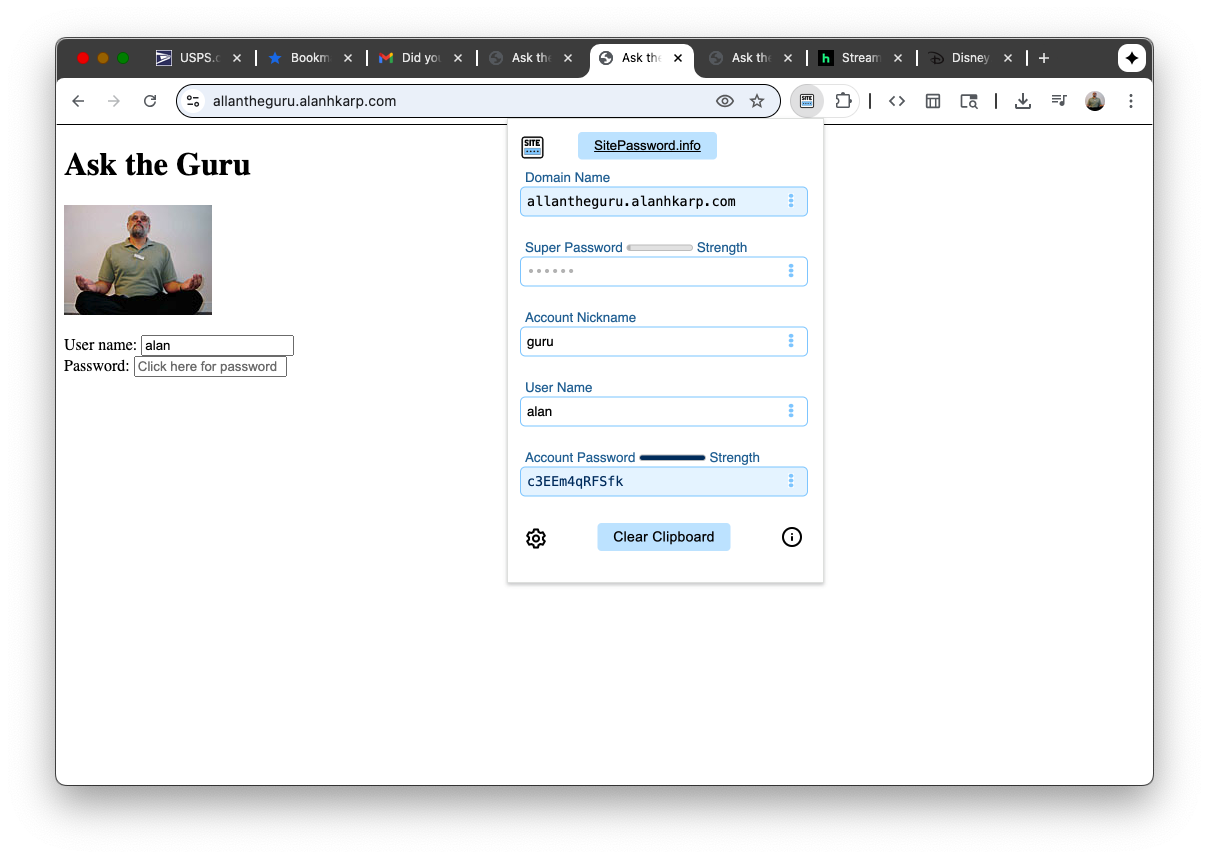 USPS.c
Bookm
Did you
Ask the
Ask the
Ask the
h
Stream
Disney
allantheguru.alanhkarp.com
SITE
Ask the Guru
User name: alan
Password: Click here for password
SITE
SitePassword.info
Domain Name
allantheguru.alanhkarp.com
Super Password Strength
Account Nickname
guru
User Name
alan
Account Password Strength
c3EEm4qRFSfk
Clear Clipboard